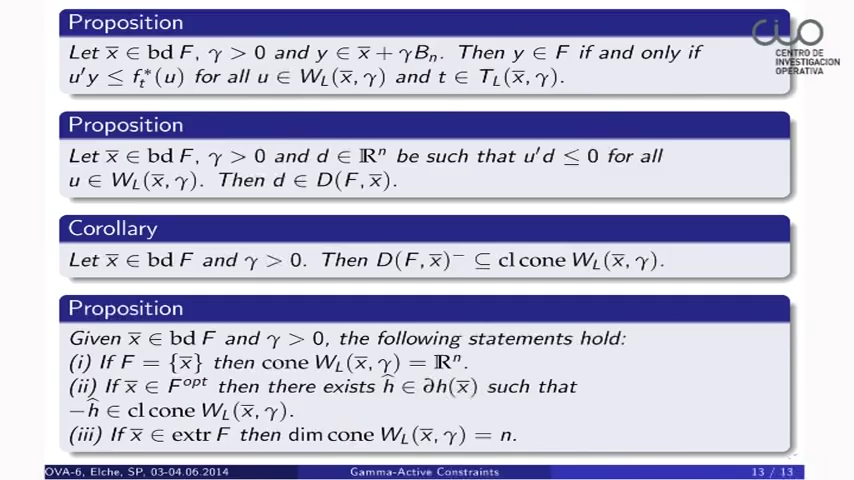 Proposition
Let x̅ ∈ bd F, γ > 0 and y ∈ x̅ + γBₙ. Then y ∈ F if and only if
u′y ≤ fₜ*(u) for all u ∈ W_L(x̅, γ) and t ∈ T_L(x̅, γ).
CENTRO DE
INVESTIGACION
OPERATIVA
Proposition
Let x̅ ∈ bd F, γ > 0 and d ∈ ℝⁿ be such that u′d ≤ 0 for all
u ∈ W_L(x̅, γ). Then d ∈ D(F, x̅).
Corollary
Let x̅ ∈ bd F and γ > 0. Then D(F, x̅)⁻ ⊆ cl cone W_L(x̅, γ).
Proposition
Given x̅ ∈ bd F and γ > 0, the following statements hold:
(i) If F = {x̅} then cone W_L(x̅, γ) = ℝⁿ.
(ii) If x̅ ∈ F^opt then there exists ĥ ∈ ∂h(x̅) such that
−ĥ ∈ cl cone W_L(x̅, γ).
(iii) If x̅ ∈ extr F then dim cone W_L(x̅, γ) = n.
OVA-6, Elche, SP, 03-04.06.2014 Gamma-Active Constraints 13 / 13